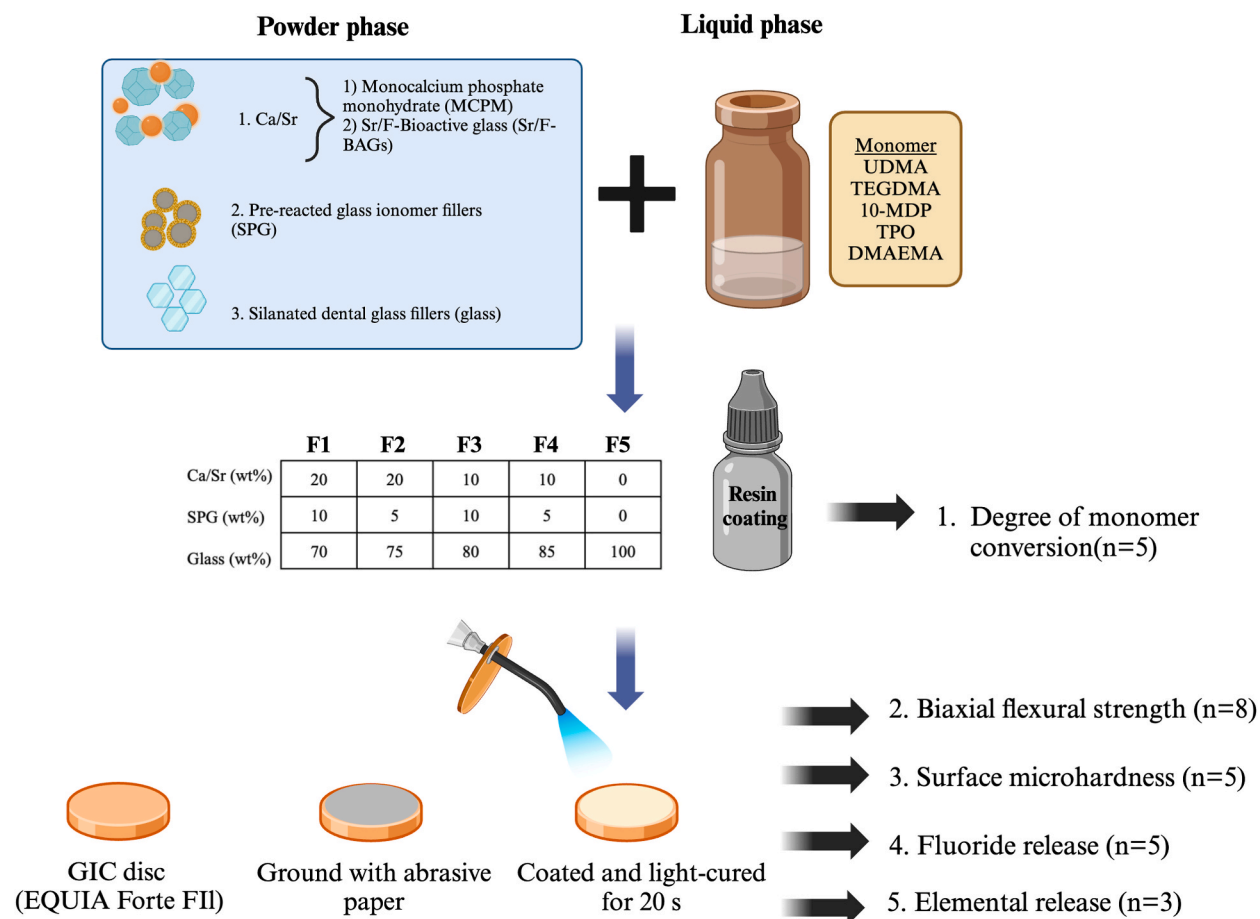 Powder phase
Liquid phase
1. Ca/Sr
1) Monocalcium phosphate
monohydrate (MCPM)
2) Sr/F-Bioactive glass (Sr/F-
BAGs)
2. Pre-reacted glass ionomer fillers
(SPG)
3. Silanated dental glass fillers (glass)
Monomer
UDMA
TEGDMA
10-MDP
TPO
DMAEMA
F1 F2 F3 F4 F5
Ca/Sr (wt%) 20 20 10 10 0
SPG (wt%) 10 5 10 5 0
Glass (wt%) 70 75 80 85 100
Resin
coating
1. Degree of monomer
conversion(n=5)
2. Biaxial flexural strength (n=8)
3. Surface microhardness (n=5)
4. Fluoride release (n=5)
5. Elemental release (n=3)
GIC disc
(EQUIA Forte FIl)
Ground with abrasive
paper
Coated and light-cured
for 20 s